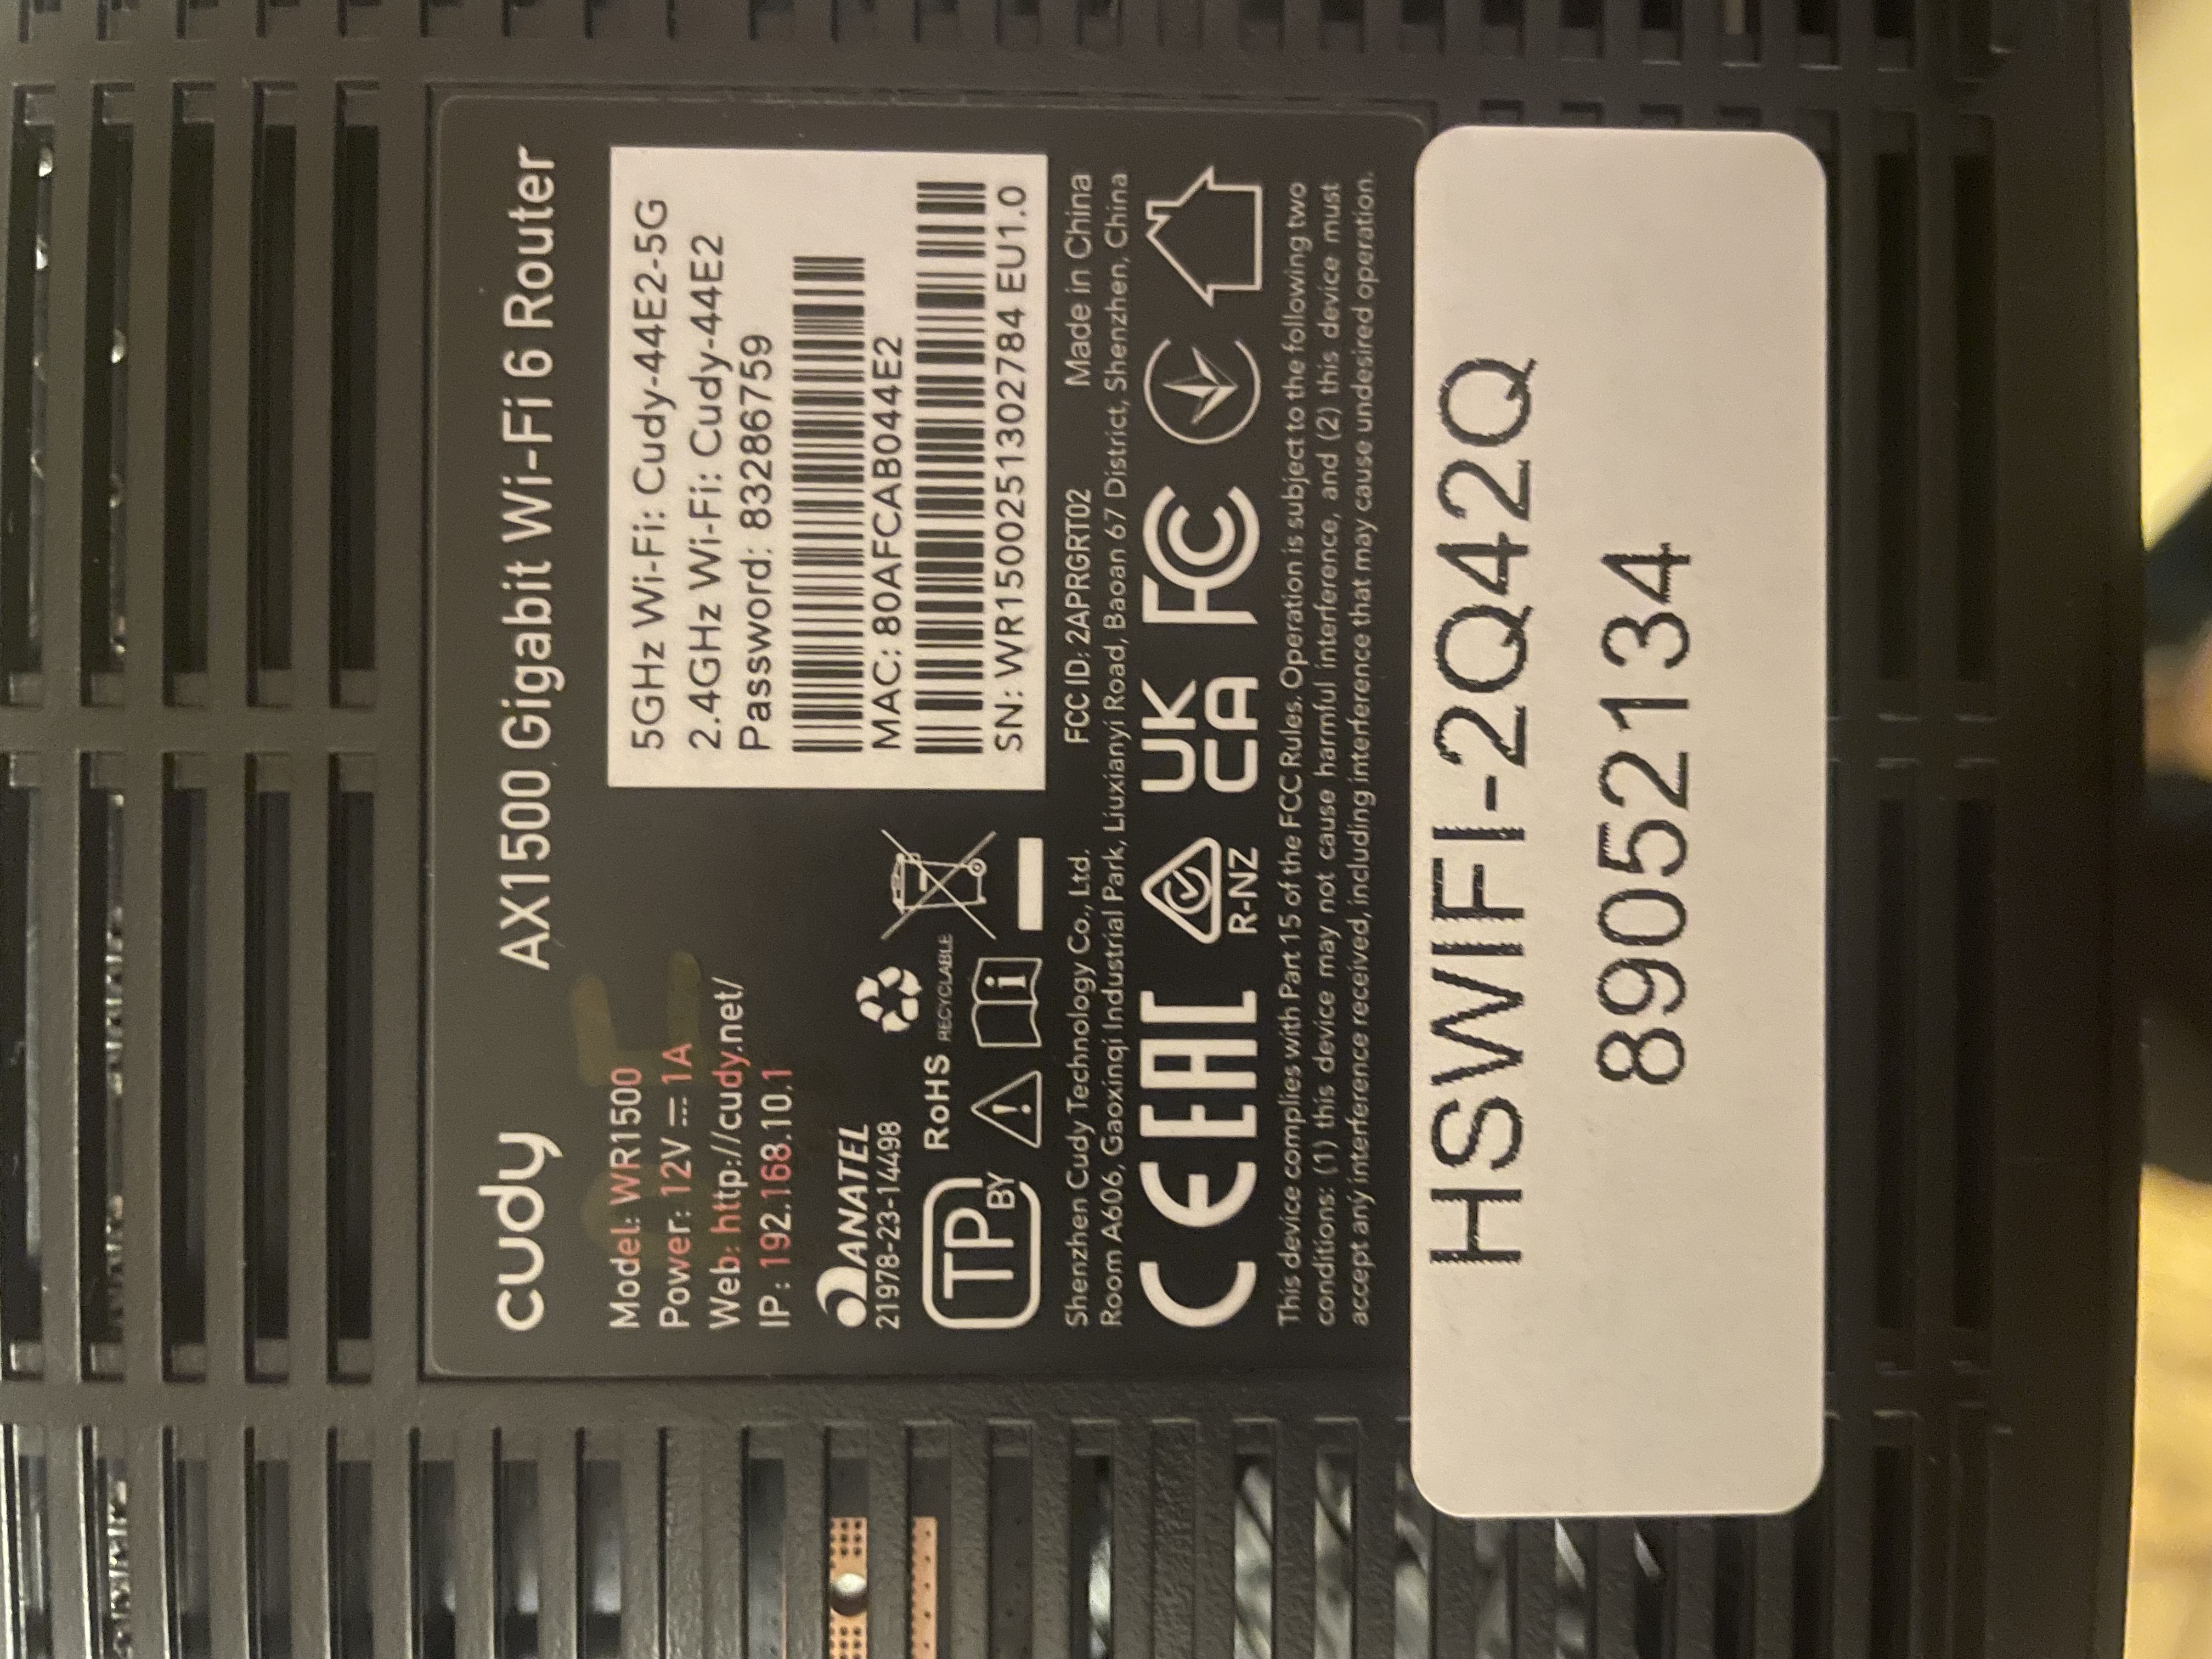 cudy
AX1500 Gigabit Wi-Fi 6 Router
Model: WR1500
Power: 12V ⎓ 1A
Web: http://cudy.net/
IP : 192.168.10.1
5GHz Wi-Fi: Cudy-44E2-5G
2.4GHz Wi-Fi: Cudy-44E2
Password: 83286759
MAC: 80AFCAB044E2
SN: WR1500251302784 EU1.0
ANATEL
21978-23-14498
RoHS
RECYCLABLE
TP
BY
Shenzhen Cudy Technology Co., Ltd.
FCC ID: 2APRGRT02
Made in China
Room A606, Gaoxinqi Industrial Park, Liuxianyi Road, Baoan 67 District, Shenzhen, China
CE EAC R-NZ UK CA FC
This device complies with Part 15 of the FCC Rules. Operation is subject to the following two
conditions: (1) this device may not cause harmful interference, and (2) this device must
accept any interference received, including interference that may cause undesired operation.
HSWIFI-2Q42Q
89052134